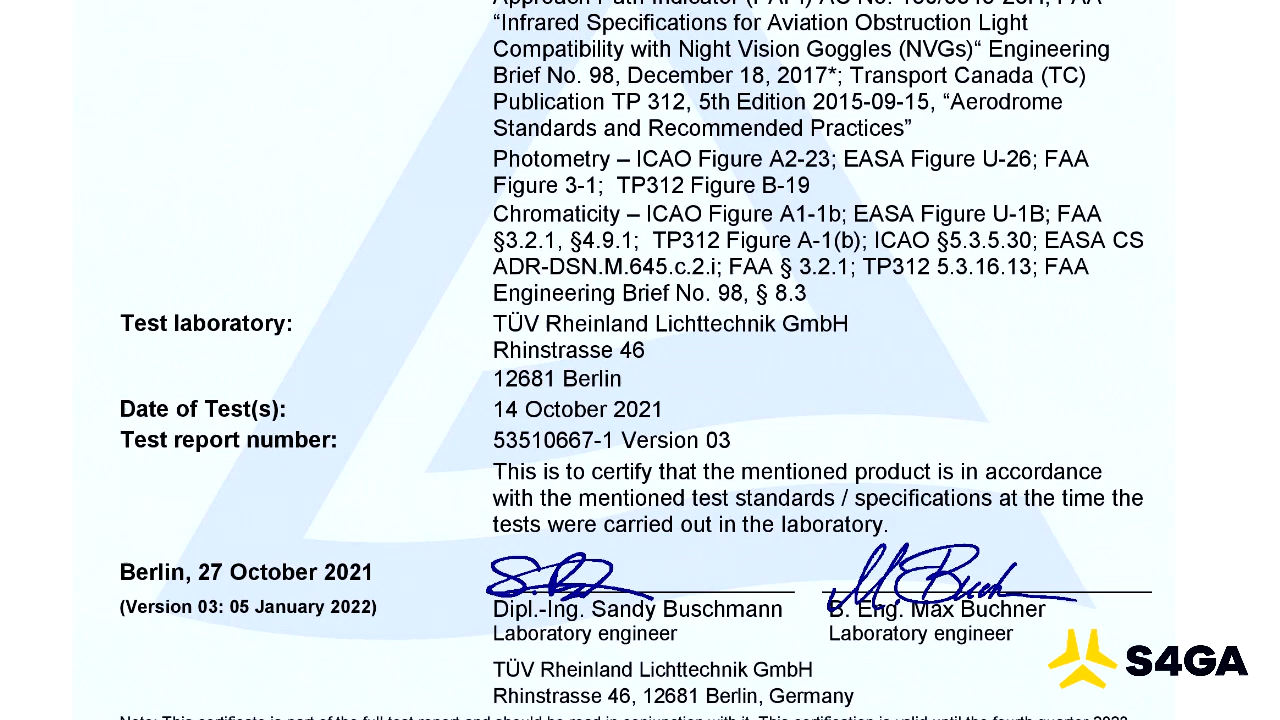 “Infrared Specifications for Aviation Obstruction Light
Compatibility with Night Vision Goggles (NVGs)“ Engineering
Brief No. 98, December 18, 2017*; Transport Canada (TC)
Publication TP 312, 5th Edition 2015-09-15, “Aerodrome
Standards and Recommended Practices”
Photometry – ICAO Figure A2-23; EASA Figure U-26; FAA
Figure 3-1; TP312 Figure B-19
Chromaticity – ICAO Figure A1-1b; EASA Figure U-1B; FAA
§3.2.1, §4.9.1; TP312 Figure A-1(b); ICAO §5.3.5.30; EASA CS
ADR-DSN.M.645.c.2.i; FAA § 3.2.1; TP312 5.3.16.13; FAA
Engineering Brief No. 98, § 8.3
Test laboratory: TÜV Rheinland Lichttechnik GmbH
Rhinstrasse 46
12681 Berlin
Date of Test(s): 14 October 2021
Test report number: 53510667-1 Version 03
This is to certify that the mentioned product is in accordance
with the mentioned test standards / specifications at the time the
tests were carried out in the laboratory.
Berlin, 27 October 2021
(Version 03: 05 January 2022)
Dipl.-Ing. Sandy Buschmann B. Eng. Max Buchner
Laboratory engineer Laboratory engineer
S4GA
TÜV Rheinland Lichttechnik GmbH
Rhinstrasse 46, 12681 Berlin, Germany